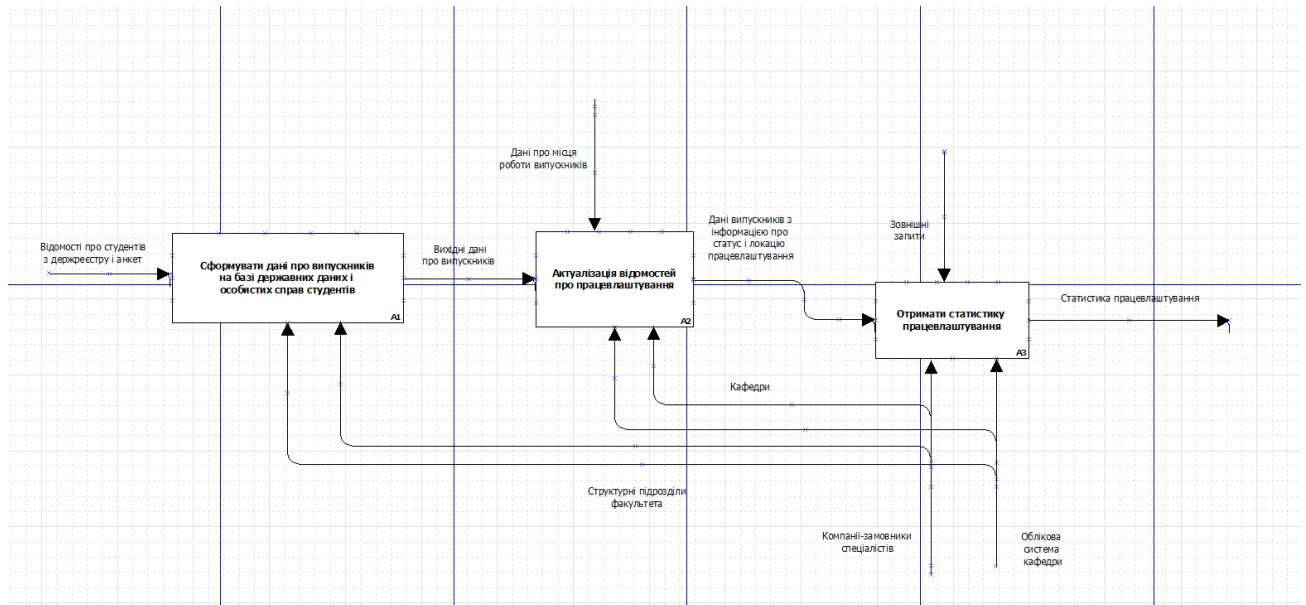 Дані про місця
роботи випускників
Зовнішні
запити
Відомості про студентів
з держреєстру і анкет
Сформувати дані про випускників
на базі державних даних і
особистих справ студентів
A1
Вихідні дані
про випускників
Актуалізація відомостей
про працевлаштування
A2
Дані випускників з
інформацією про
статус і локацію
працевлаштування
Отримати статистику
працевлаштування
A3
Статистика працевлаштування
Кафедри
Структурні підрозділи
факультета
Компанії-замовники
спеціалістів
Облікова
система
кафедри